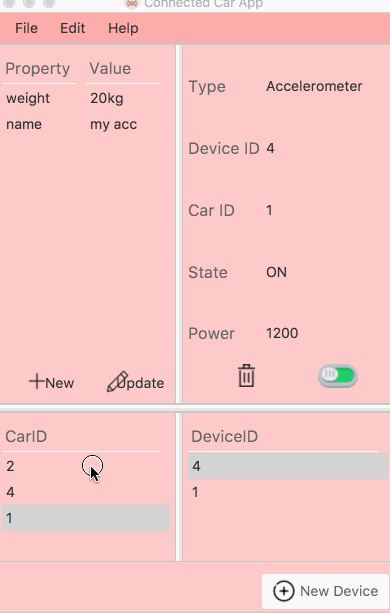 Connected Car App
File Edit Help
Property Value
weight 20kg
name my acc
New Update
Type Accelerometer
Device ID 4
Car ID 1
State ON
Power 1200
CarID
2
4
1
DeviceID
4
1
New Device